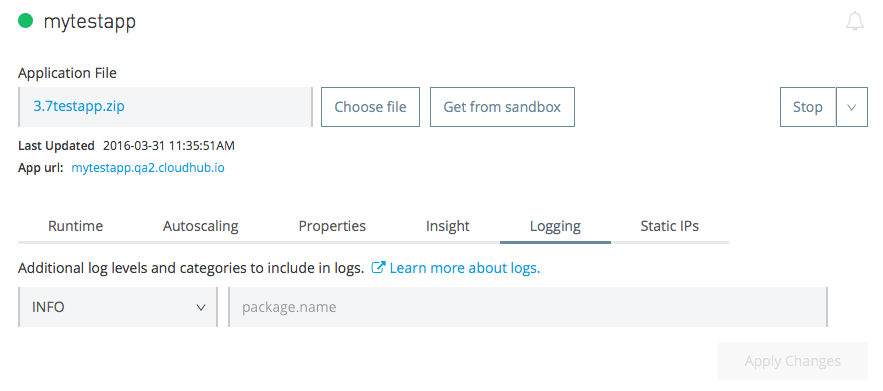 mytestapp
Application File
3.7testapp.zip Choose file Get from sandbox Stop
Last Updated 2016-03-31 11:35:51AM
App url: mytestapp.qa2.cloudhub.io
Runtime Autoscaling Properties Insight Logging Static IPs
Additional log levels and categories to include in logs. Learn more about logs.
INFO package.name
Apply Changes